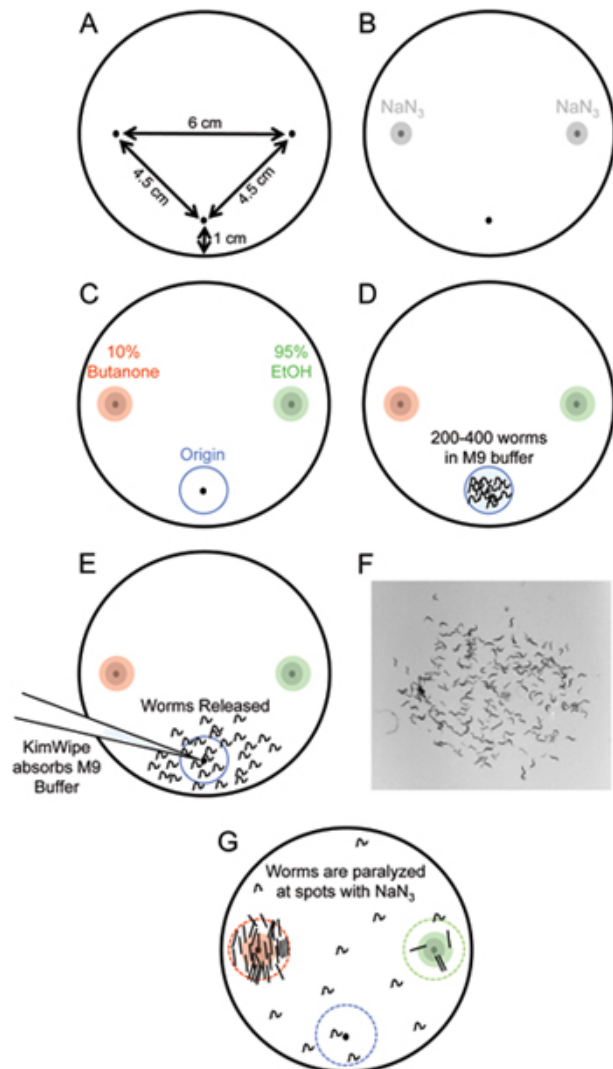 A
6 cm
4.5 cm
4.5 cm
1 cm
B
NaN3
NaN3
C
10%
Butanone
95%
EtOH
Origin
D
200-400 worms
in M9 buffer
E
Worms Released
KimWipe
absorbs M9
Buffer
F
G
Worms are paralyzed
at spots with NaN3